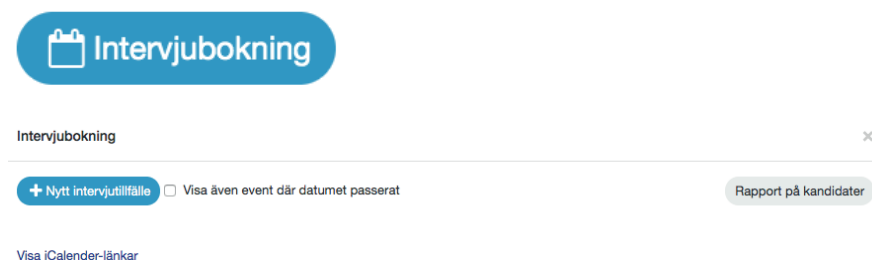 Intervjubokning
Intervjubokning ×
+ Nytt intervjutillfälle Visa även event där datumet passerat Rapport på kandidater
Visa iCalender-länkar